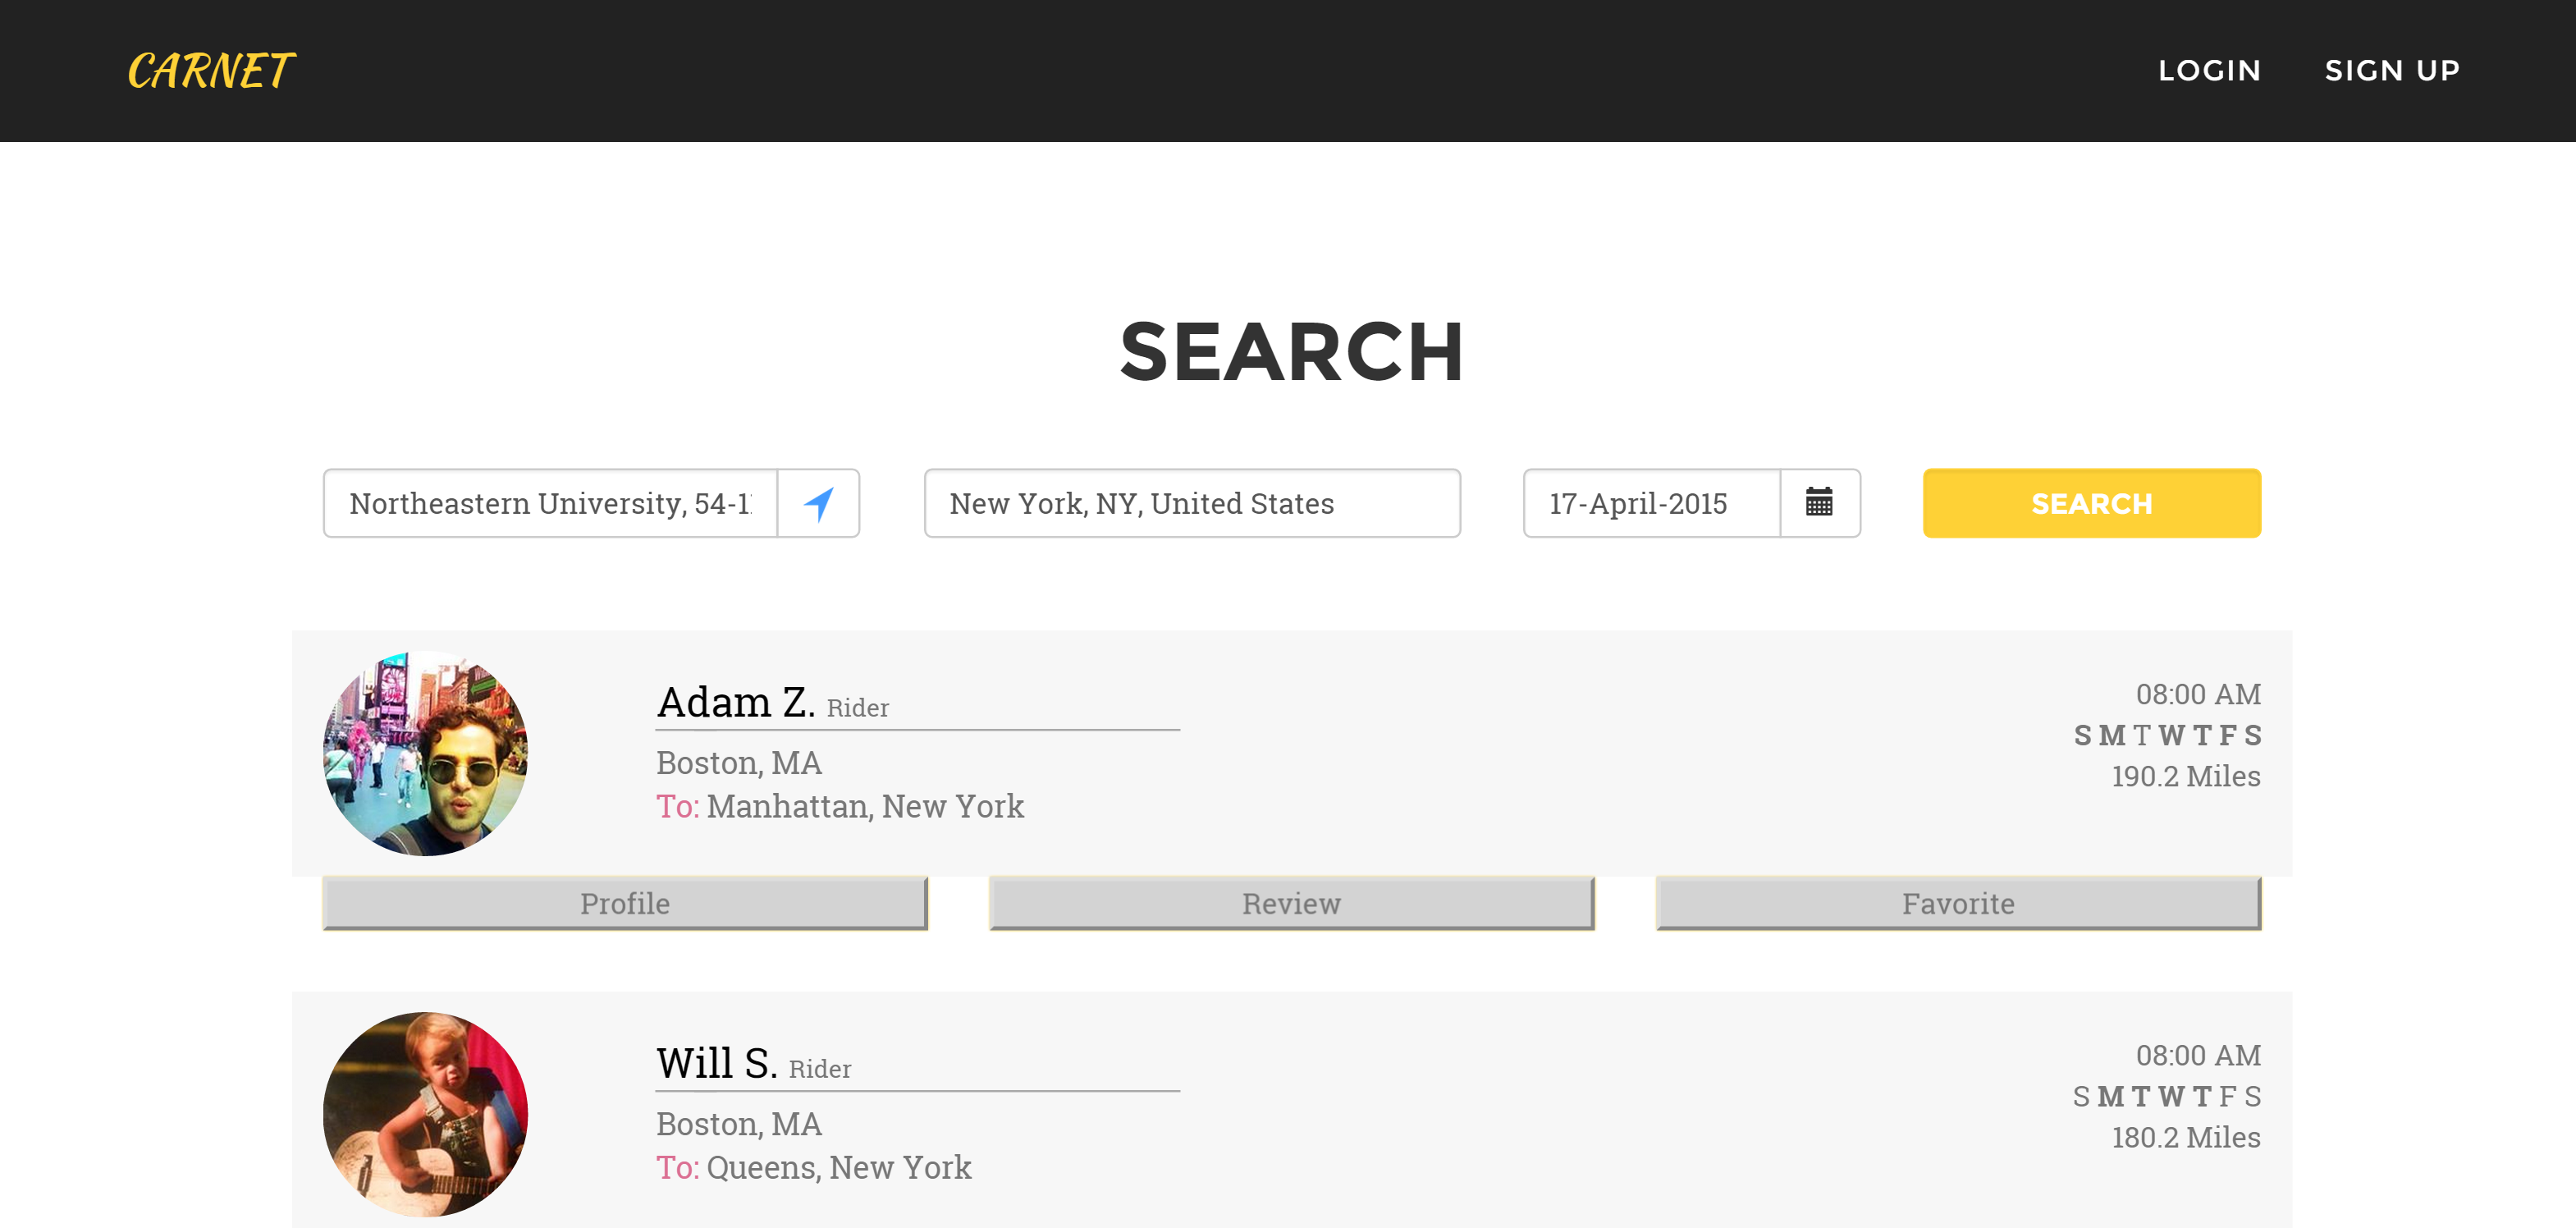 CARNET
LOGIN SIGN UP
SEARCH
Northeastern University, 54-1
New York, NY, United States
17-April-2015
SEARCH
Adam Z. Rider
08:00 AM
S M T W T F S
Boston, MA
190.2 Miles
To: Manhattan, New York
Profile
Review
Favorite
Will S. Rider
08:00 AM
S M T W T F S
Boston, MA
180.2 Miles
To: Queens, New York